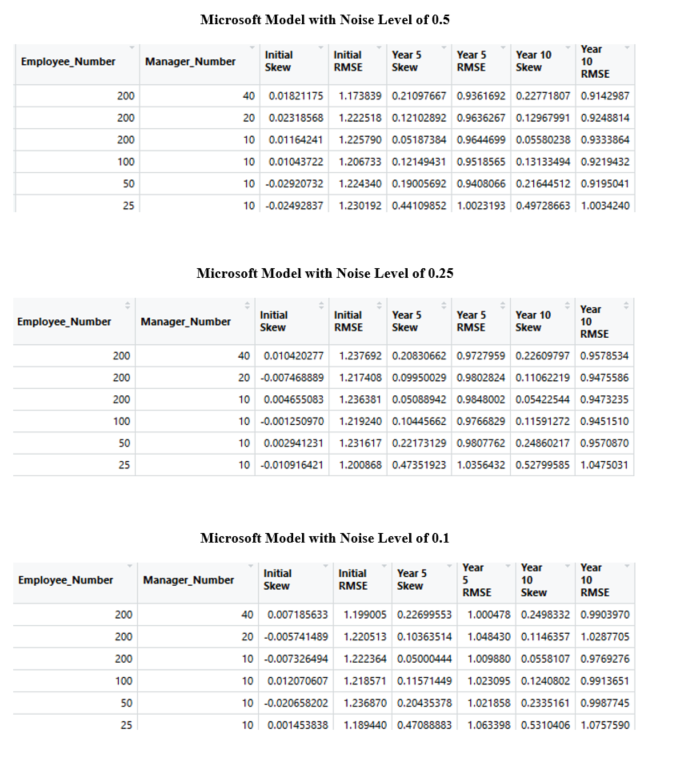 Microsoft Model with Noise Level of 0.5
Employee_Number Manager_Number Initial Skew Initial RMSE Year 5 Skew Year 5 RMSE Year 10 Skew Year 10 RMSE
200 40 0.01821175 1.173839 0.21097667 0.9361692 0.22771807 0.9142987
200 20 0.02318568 1.222518 0.12102892 0.9636267 0.12967991 0.9248814
200 10 0.01164241 1.225790 0.05187384 0.9644699 0.05580238 0.9333864
100 10 0.01043722 1.206733 0.12149431 0.9518565 0.13133494 0.9219432
50 10 -0.02920732 1.224340 0.19005692 0.9408066 0.21644512 0.9195041
25 10 -0.02492837 1.230192 0.44109852 1.0023193 0.49728663 1.0034240
Microsoft Model with Noise Level of 0.25
Employee_Number Manager_Number Initial Skew Initial RMSE Year 5 Skew Year 5 RMSE Year 10 Skew Year 10 RMSE
200 40 0.010420277 1.237692 0.20830662 0.9727959 0.22609797 0.9578534
200 20 -0.007468889 1.217408 0.09950029 0.9802824 0.11062219 0.9475586
200 10 0.004655083 1.236381 0.05088942 0.9848002 0.05422544 0.9473235
100 10 -0.001250970 1.219240 0.10445662 0.9766829 0.11591272 0.9451510
50 10 0.002941231 1.231617 0.22173129 0.9807762 0.24860217 0.9570870
25 10 -0.010916421 1.200868 0.47351923 1.0356432 0.52799585 1.0475031
Microsoft Model with Noise Level of 0.1
Employee_Number Manager_Number Initial Skew Initial RMSE Year 5 Skew Year 5 RMSE Year 10 Skew Year 10 RMSE
200 40 0.007185633 1.199005 0.22699553 1.000478 0.2498332 0.9903970
200 20 -0.005741489 1.220513 0.10363514 1.048430 0.1146357 1.0287705
200 10 -0.007326494 1.222364 0.05000444 1.009880 0.0558107 0.9769276
100 10 0.012070607 1.218571 0.11571449 1.023095 0.1240802 0.9913651
50 10 -0.020658202 1.236870 0.20435378 1.021858 0.2335161 0.9987745
25 10 0.001453838 1.189440 0.47088883 1.063398 0.5310406 1.0757590